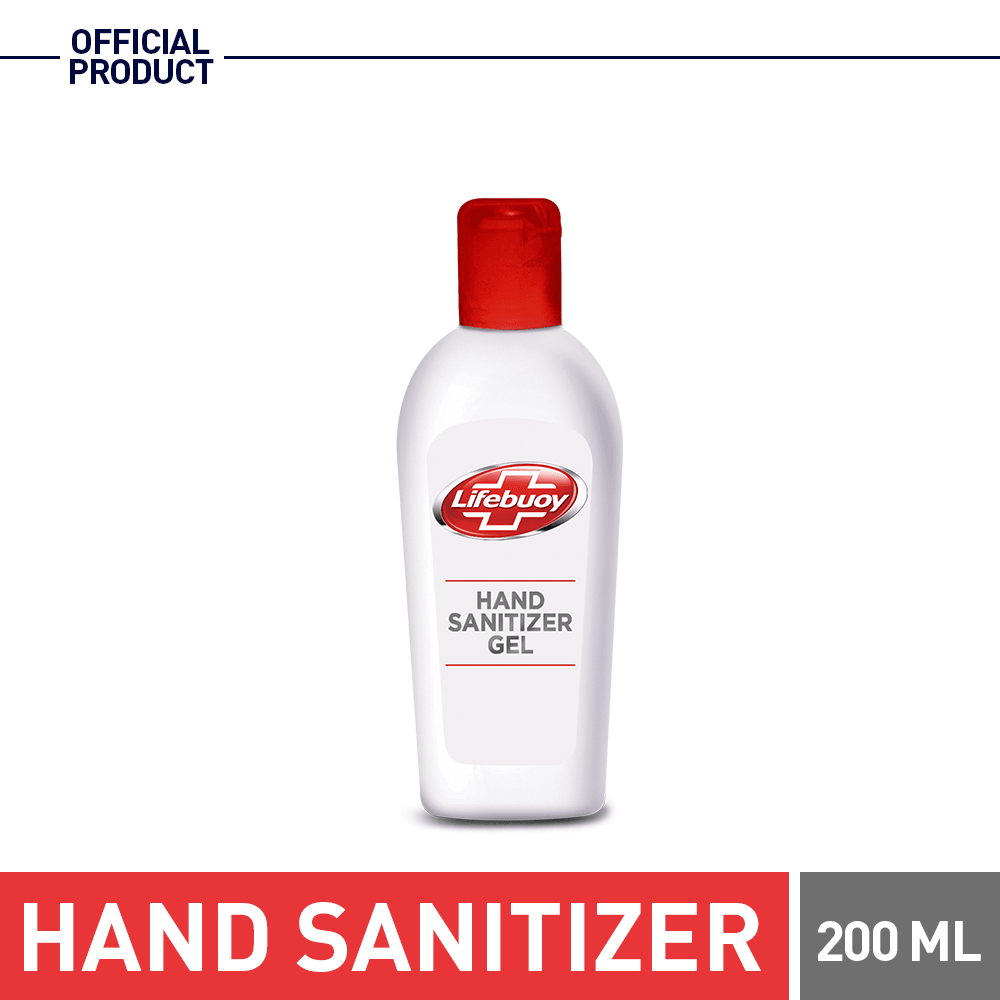 OFFICIAL
PRODUCT
Lifebuoy
HAND
SANITIZER
GEL
HAND SANITIZER
200 ML